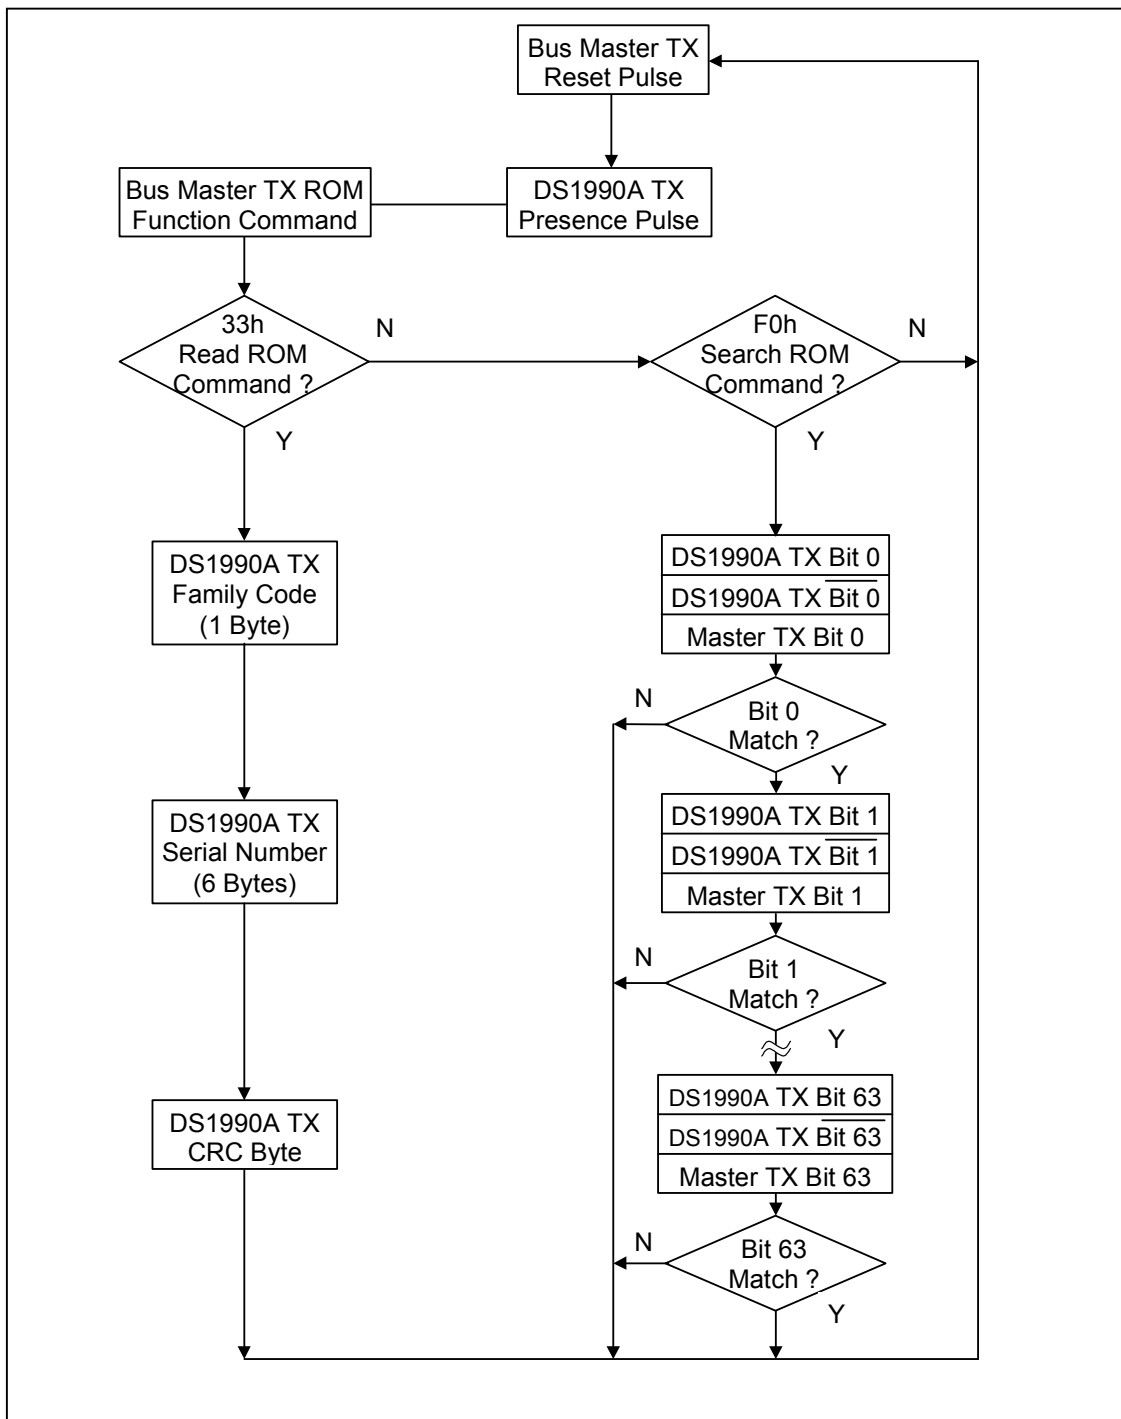 Bus Master TX
Reset Pulse
Bus Master TX ROM
Function Command
DS1990A TX
Presence Pulse
33h
Read ROM
Command ?
N
Y
F0h
Search ROM
Command ?
N
Y
DS1990A TX
Family Code
(1 Byte)
DS1990A TX Bit 0
DS1990A TX B̅i̅t̅ ̅0̅
Master TX Bit 0
Bit 0
Match ?
N
Y
DS1990A TX
Serial Number
(6 Bytes)
DS1990A TX Bit 1
DS1990A TX B̅i̅t̅ ̅1̅
Master TX Bit 1
Bit 1
Match ?
N
Y
DS1990A TX
CRC Byte
DS1990A TX Bit 63
DS1990A TX B̅i̅t̅ ̅6̅3̅
Master TX Bit 63
Bit 63
Match ?
N
Y